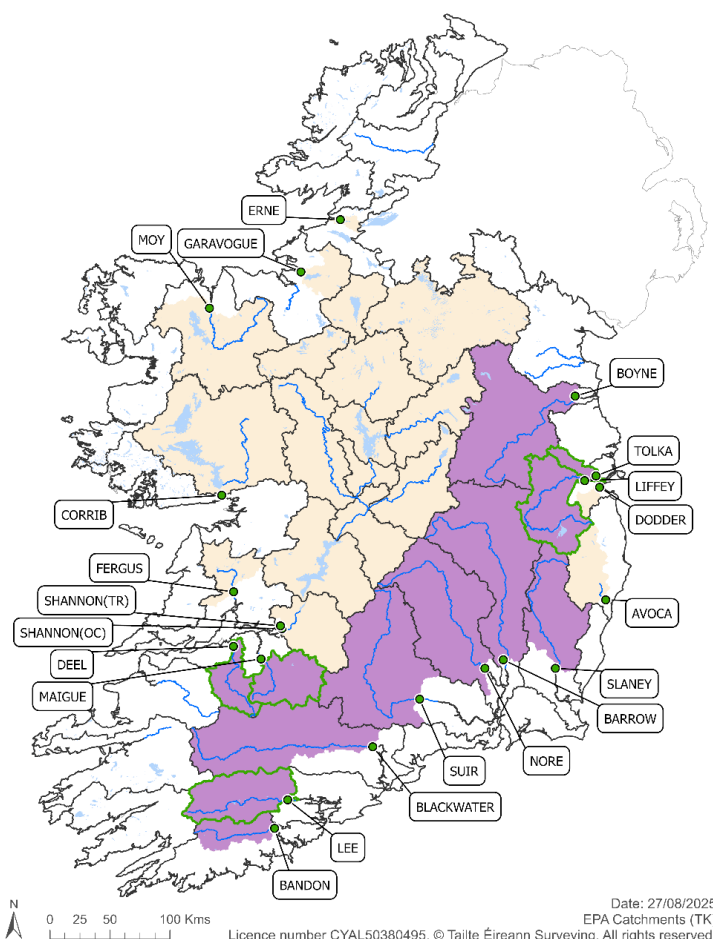 ERNE
MOY
GARAVOGUE
BOYNE
TOLKA
LIFFEY
CORRIB
DODDER
FERGUS
SHANNON(TR)
AVOCA
SHANNON(OC)
DEEL
SLANEY
MAIGUE
BARROW
NORE
SUIR
BLACKWATER
LEE
BANDON
N
0 25 50 100 Kms
Date: 27/08/2025
EPA Catchments (TK
Licence number CYAL50380495. © Tailte Éireann Surveying. All rights reserved